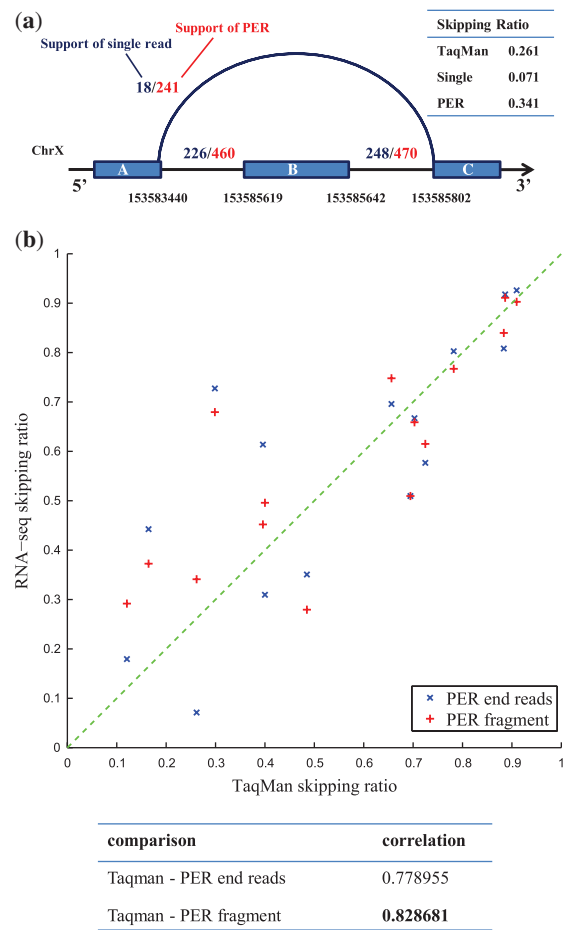 (a)
Support of PER
Support of single read
18/241
Skipping Ratio
TaqMan 0.261
Single 0.071
PER 0.341
ChrX
226/460
248/470
A
B
C
5'
3'
153583440
153585619
153585642
153585802
(b)
1
0.9
0.8
0.7
0.6
0.5
0.4
0.3
0.2
0.1
0
RNA−seq skipping ratio
PER end reads
PER fragment
0 0.1 0.2 0.3 0.4 0.5 0.6 0.7 0.8 0.9 1
TaqMan skipping ratio
comparison correlation
Taqman - PER end reads 0.778955
Taqman - PER fragment 0.828681